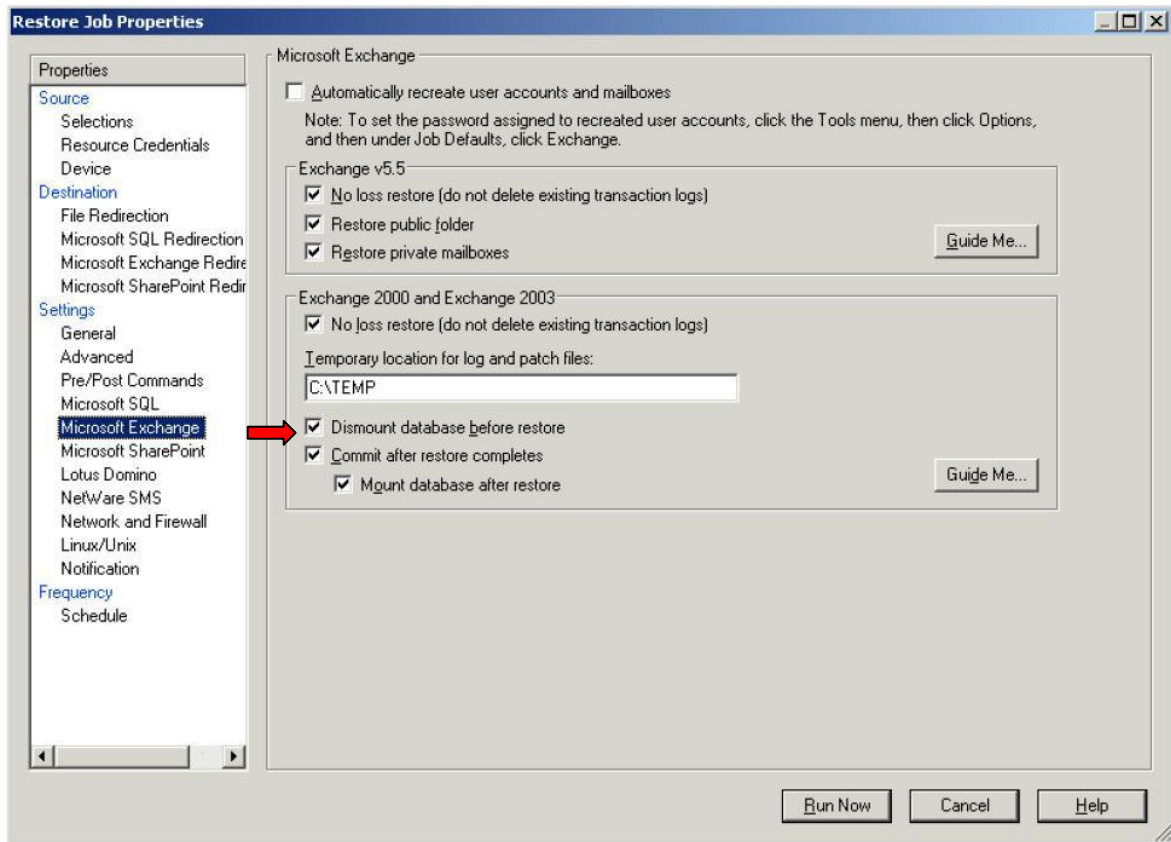 Restore Job Properties
Properties
Source
Selections
Resource Credentials
Device
Destination
File Redirection
Microsoft SQL Redirection
Microsoft Exchange Redire
Microsoft SharePoint Redir
Settings
General
Advanced
Pre/Post Commands
Microsoft SQL
Microsoft Exchange
Microsoft SharePoint
Lotus Domino
NetWare SMS
Network and Firewall
Linux/Unix
Notification
Frequency
Schedule
Microsoft Exchange
Automatically recreate user accounts and mailboxes
Note: To set the password assigned to recreated user accounts, click the Tools menu, then click Options,
and then under Job Defaults, click Exchange.
Exchange v5.5
No loss restore (do not delete existing transaction logs)
Restore public folder
Restore private mailboxes
Guide Me...
Exchange 2000 and Exchange 2003
No loss restore (do not delete existing transaction logs)
Temporary location for log and patch files:
C:\TEMP
Dismount database before restore
Commit after restore completes
Mount database after restore
Guide Me...
Run Now
Cancel
Help